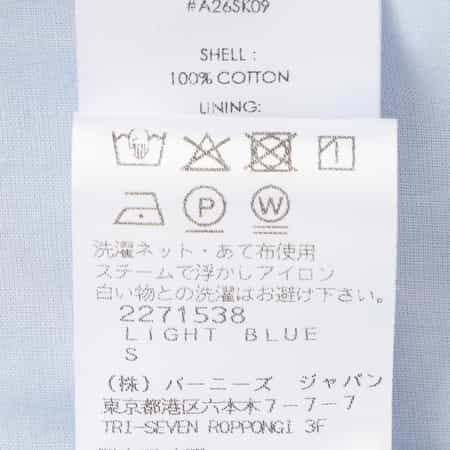 #A26SK09
SHELL :
100% COTTON
LINING:
P W
洗濯ネット・あて布使用
スチームで浮かしアイロン
白い物との洗濯はお避け下さい。
2271538
LIGHT BLUE
S
(株) バーニーズ ジャパン
東京都港区六本木7-7-7
TRI-SEVEN ROPPONGI 3F